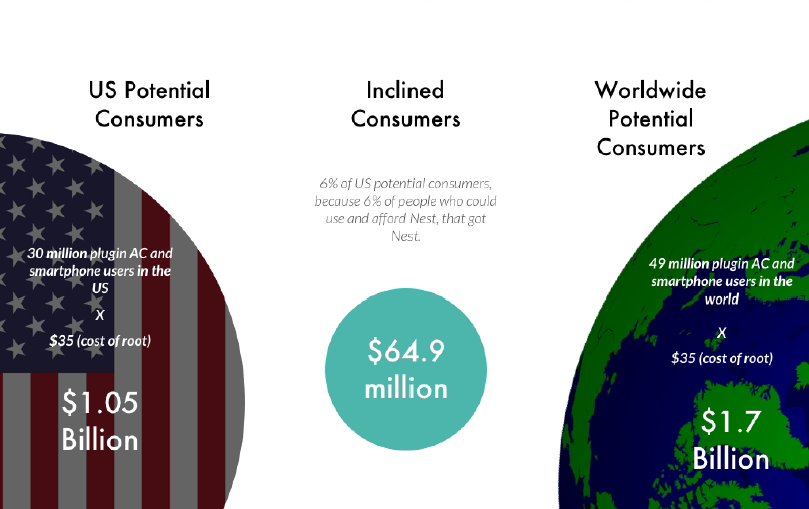 US Potential
Consumers
30 million plugin AC and
smartphone users in the
US
X
$35 (cost of root)
$1.05
Billion
Inclined
Consumers
6% of US potential consumers,
because 6% of people who could
use and afford Nest, that got
Nest.
$64.9
million
Worldwide
Potential
Consumers
49 million plugin AC and
smartphone users in the
world
X
$35 (cost of root)
$1.7
Billion